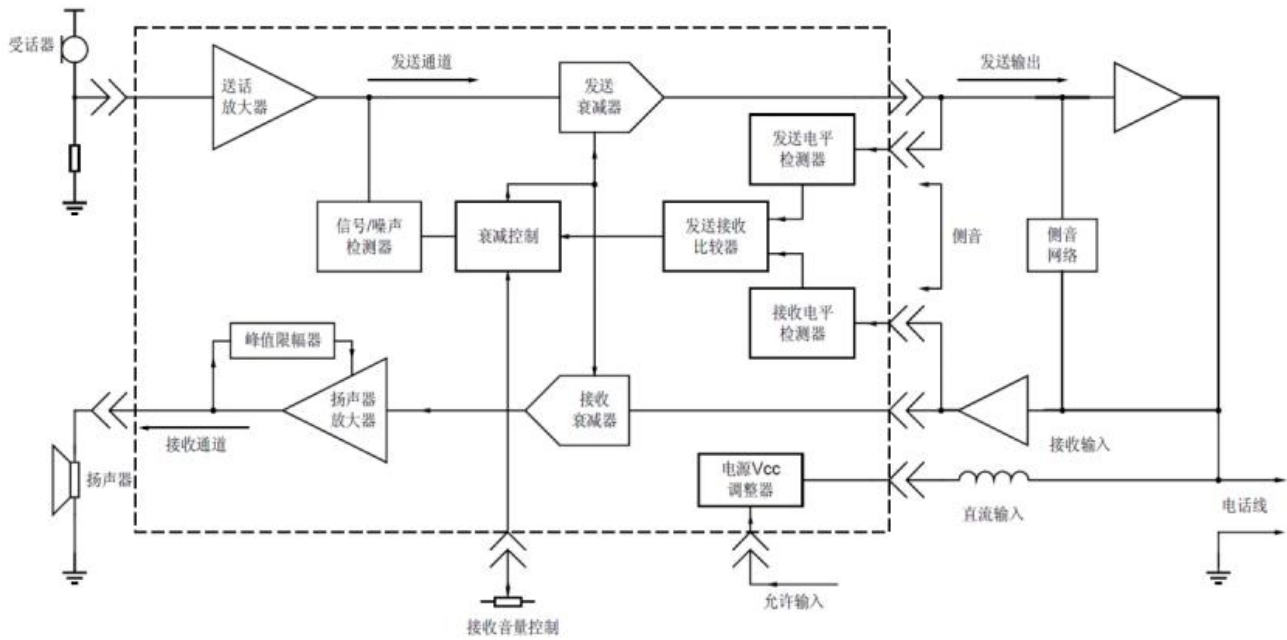 受话器
送话
放大器
发送通道
发送
衰减器
发送输出
发送电平
检测器
信号/噪声
检测器
衰减控制
发送接收
比较器
侧音
侧音
网络
接收电平
检测器
峰值限幅器
扬声器
放大器
接收
衰减器
接收通道
接收输入
扬声器
电源Vcc
调整器
直流输入
电话线
允许输入
接收音量控制